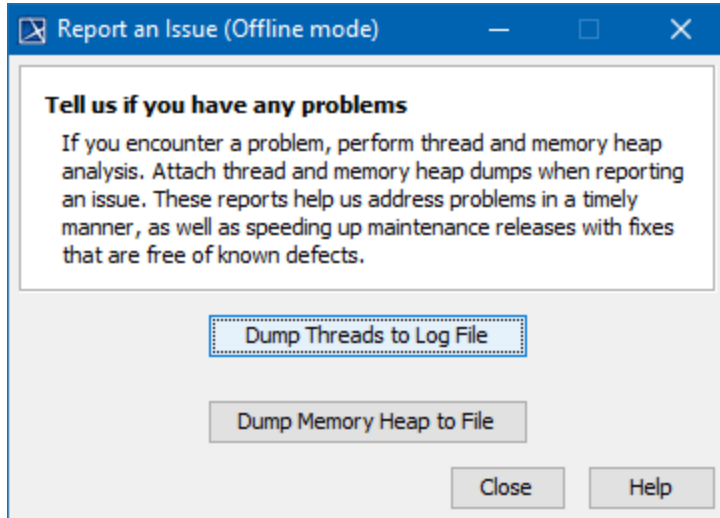 Report an Issue (Offline mode)
Tell us if you have any problems
If you encounter a problem, perform thread and memory heap
analysis. Attach thread and memory heap dumps when reporting
an issue. These reports help us address problems in a timely
manner, as well as speeding up maintenance releases with fixes
that are free of known defects.
Dump Threads to Log File
Dump Memory Heap to File
Close Help